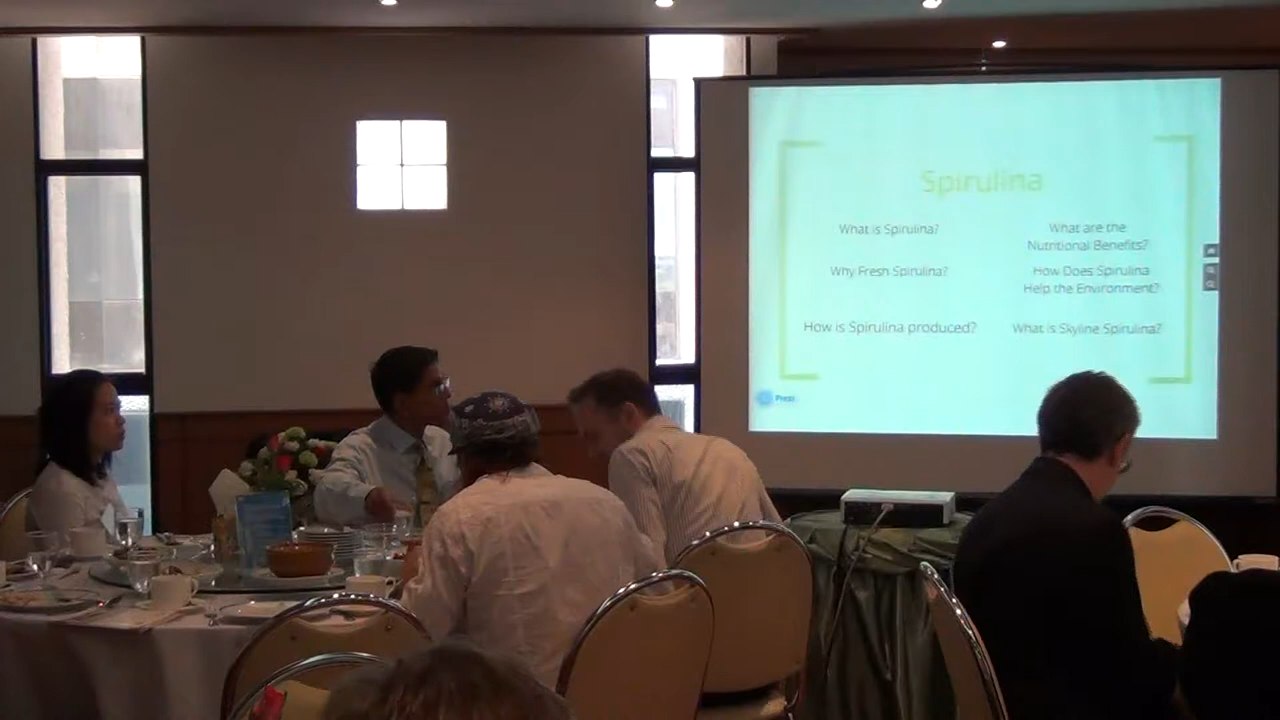 Spirulina
What is Spirulina?
What are the
Nutritional Benefits?
Why Fresh Spirulina?
How Does Spirulina
Help the Environment?
How is Spirulina produced?
What is Skyline Spirulina?
Prezi